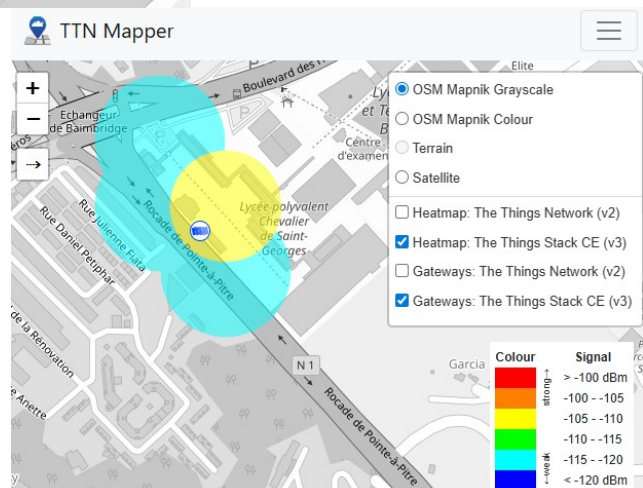 TTN Mapper
+
−
⇢
Echangeur
de Baimbridge
Boulevard des
Elite
Centre
d'examen
Rue Daniel Petiphar
Rue Julienne Fiata
Rocade de Pointe-à-Pitre
Lycée polyvalent
Chevalier
de Saint-
Georges
N 1
Garcia
de la Rénovation
Anette
Rocade de Pointe-à-Pitre
OSM Mapnik Grayscale
OSM Mapnik Colour
Terrain
Satellite
Heatmap: The Things Network (v2)
Heatmap: The Things Stack CE (v3)
Gateways: The Things Network (v2)
Gateways: The Things Stack CE (v3)
Colour Signal
strong→
> -100 dBm
-100 - -105
-105 - -110
-110 - -115
-115 - -120
< -120 dBm
←weak